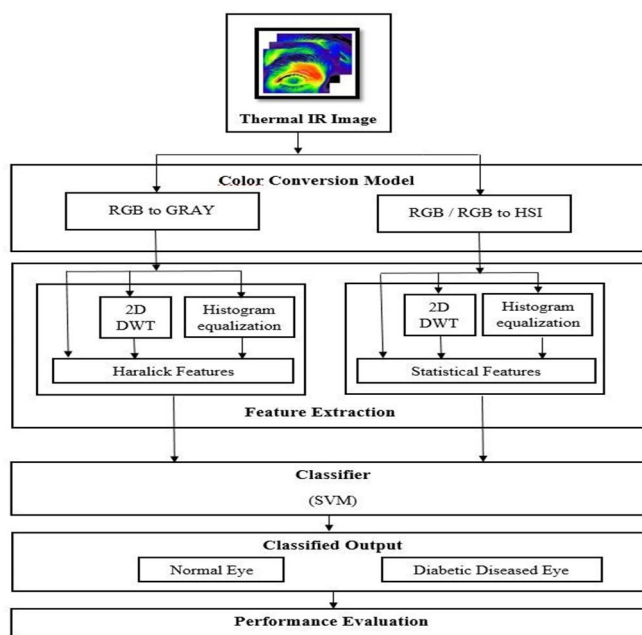 Thermal IR Image
Color Conversion Model
RGB to GRAY
RGB / RGB to HSI
2D
DWT
Histogram
equalization
Haralick Features
2D
DWT
Histogram
equalization
Statistical Features
Feature Extraction
Classifier
(SVM)
Classified Output
Normal Eye
Diabetic Diseased Eye
Performance Evaluation